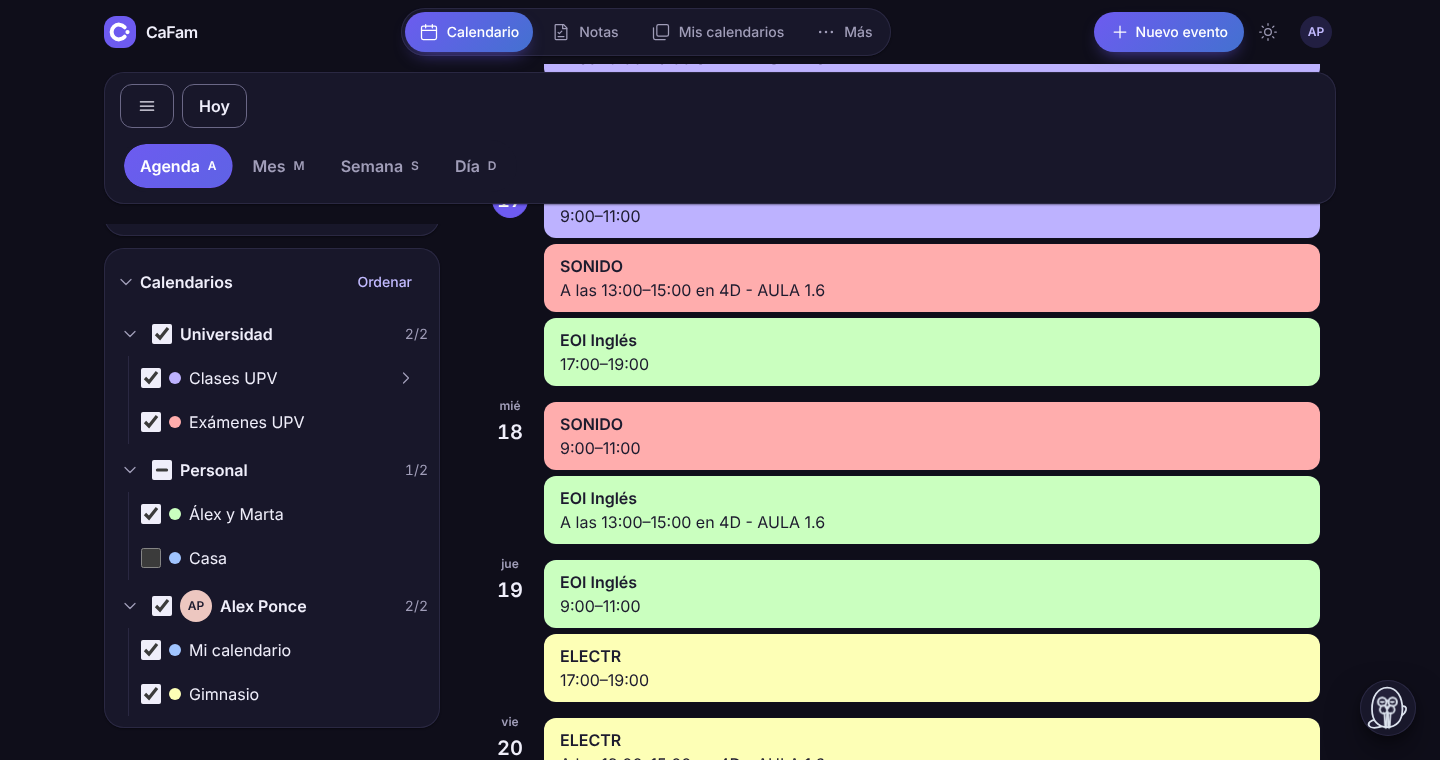 CaFam
Calendario
Notas
Mis calendarios
Más
Nuevo evento
AP
Hoy
Agenda A
Mes M
Semana S
Día D
Calendarios
Ordenar
Universidad 2/2
Clases UPV
Exámenes UPV
Personal 1/2
Álex y Marta
Casa
AP Alex Ponce 2/2
Mi calendario
Gimnasio
9:00–11:00
SONIDO
A las 13:00–15:00 en 4D - AULA 1.6
EOI Inglés
17:00–19:00
mié
18
SONIDO
9:00–11:00
EOI Inglés
A las 13:00–15:00 en 4D - AULA 1.6
jue
19
EOI Inglés
9:00–11:00
ELECTR
17:00–19:00
vie
20
ELECTR